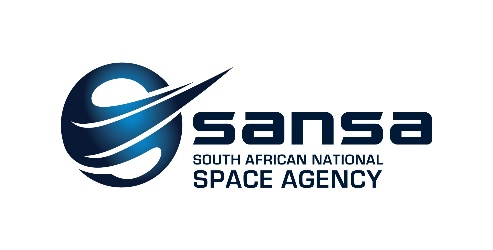 sansa
SOUTH AFRICAN NATIONAL
SPACE AGENCY